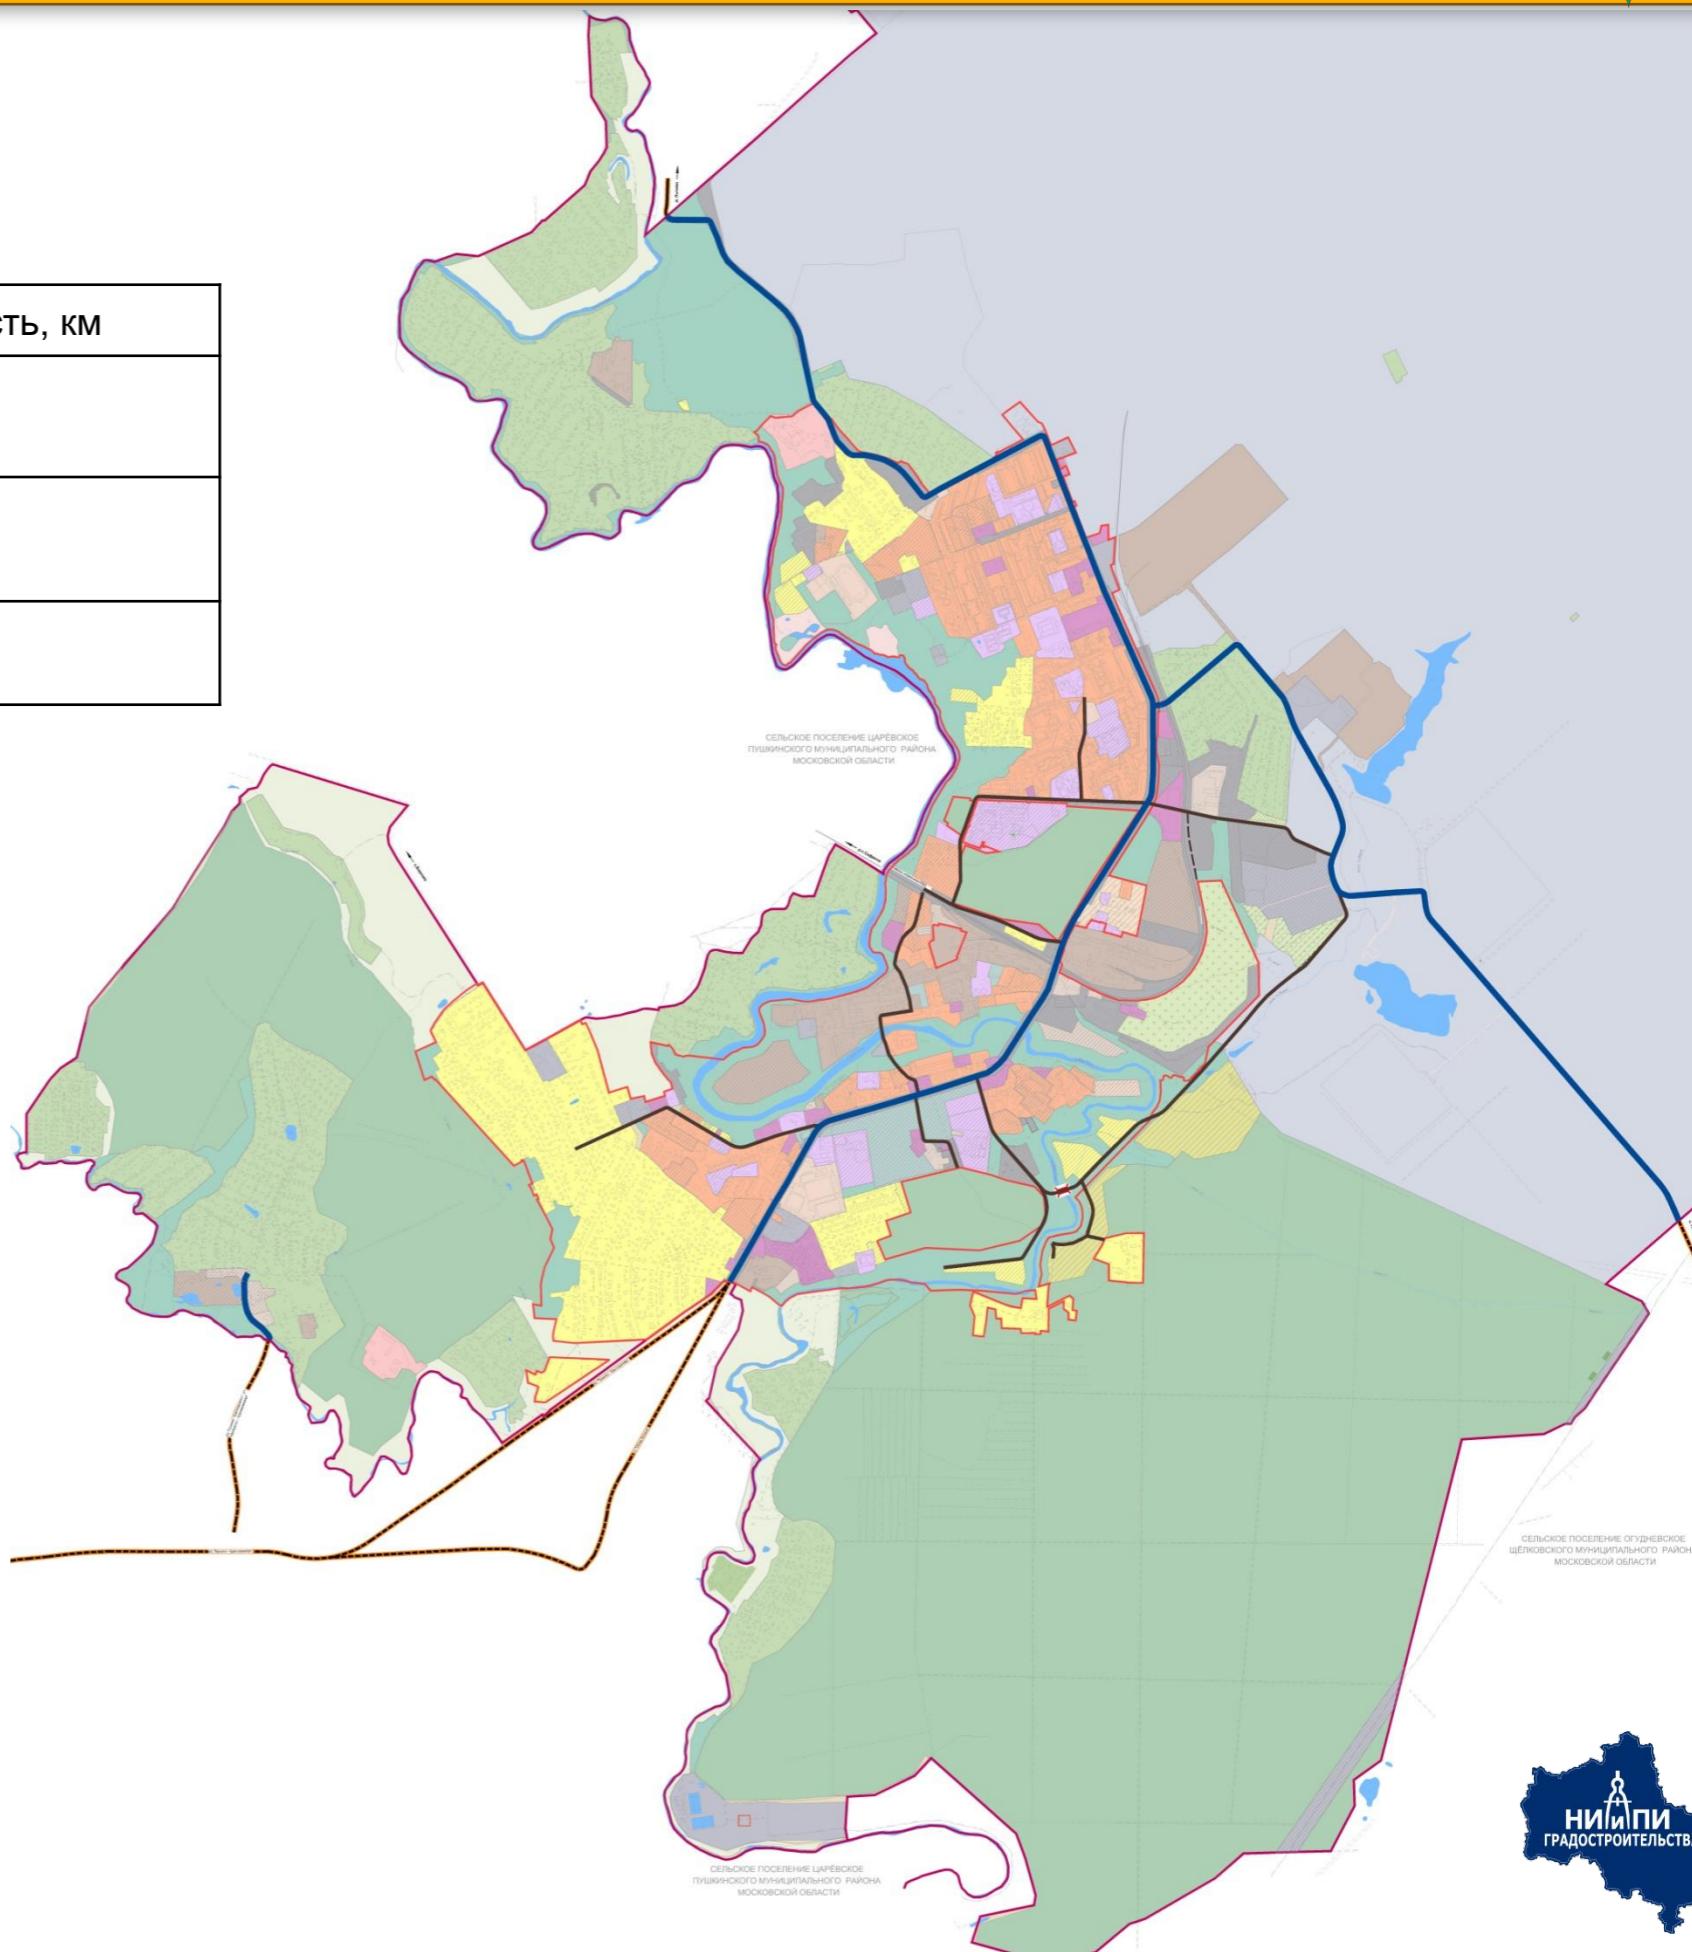 сть, км
СЕЛЬСКОЕ ПОСЕЛЕНИЕ ЦАРЁВСКОЕ
ПУШКИНСКОГО МУНИЦИПАЛЬНОГО РАЙОНА
МОСКОВСКОЙ ОБЛАСТИ
СЕЛЬСКОЕ ПОСЕЛЕНИЕ ОГУДНЕВСКОЕ
ЩЁЛКОВСКОГО МУНИЦИПАЛЬНОГО РАЙОН
МОСКОВСКОЙ ОБЛАСТИ
НИиПИ
ГРАДОСТРОИТЕЛЬСТВ
СЕЛЬСКОЕ ПОСЕЛЕНИЕ ЦАРЁВСКОЕ
ПУШКИНСКОГО МУНИЦИПАЛЬНОГО РАЙОНА
МОСКОВСКОЙ ОБЛАСТИ